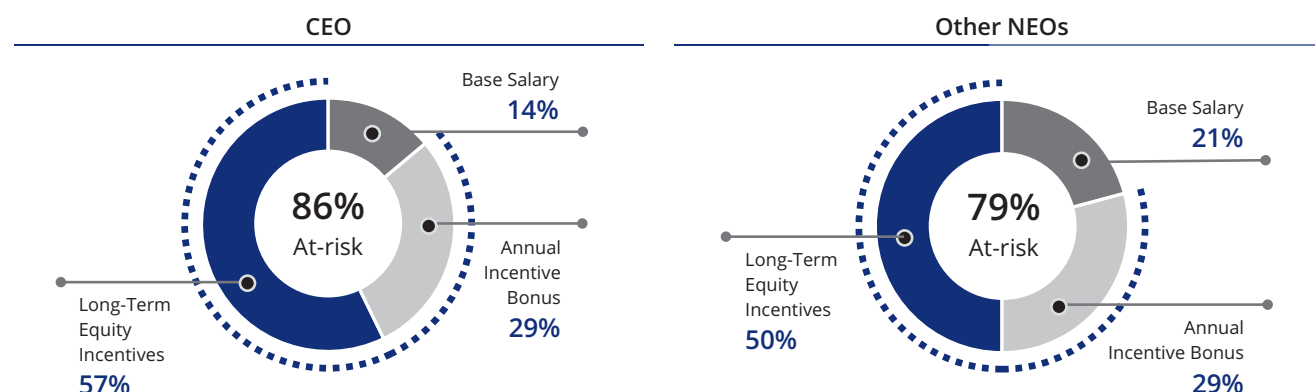 CEO
Base Salary
14%
86%
At-risk
Annual
Incentive
Bonus
29%
Long-Term
Equity
Incentives
57%
Other NEOs
Base Salary
21%
79%
At-risk
Long-Term
Equity
Incentives
50%
Annual
Incentive Bonus
29%